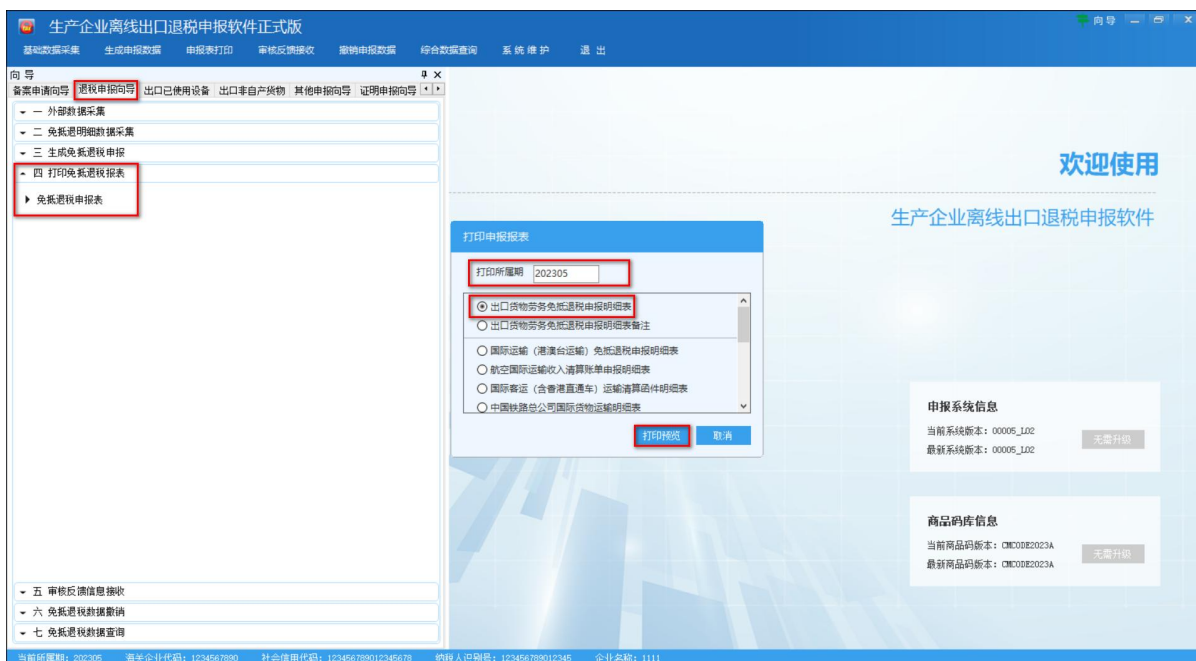 生产企业离线出口退税申报软件正式版
向导
基础数据采集 生成申报数据 申报表打印 审核反馈接收 撤销申报数据 综合数据查询 系统维护 退出
向导
备案申请向导 退税申报向导 出口已使用设备 出口非自产货物 其他申报向导 证明申报向导
一 外部数据采集
二 免抵退明细数据采集
三 生成免抵退税申报
四 打印免抵退税报表
免抵退税申报表
欢迎使用
生产企业离线出口退税申报软件
打印申报报表
打印所属期 202305
出口货物劳务免抵退税申报明细表
出口货物劳务免抵退税申报明细表备注
国际运输（港澳台运输）免抵退税申报明细表
航空国际运输收入清算账单申报明细表
国际客运（含香港直通车）运输清算函件明细表
中国铁路总公司国际货物运输明细表
打印预览 取消
申报系统信息
当前系统版本：00005_L02
最新系统版本：00005_L02
无需升级
商品码库信息
当前商品码版本：CMCODE2023A
最新商品码版本：CMCODE2023A
无需升级
五 审核反馈信息接收
六 免抵退税数据撤销
七 免抵退税数据查询
当前所属期：202305 海关企业代码：1234567890 社会信用代码：123456789012345678 纳税人识别号：123456789012345 企业名称：1111